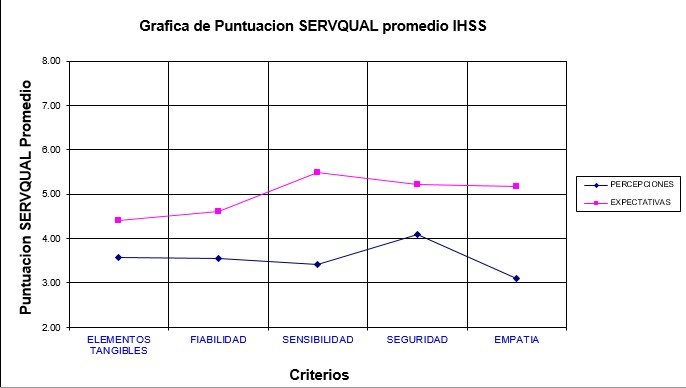 Grafica de Puntuacion SERVQUAL promedio IHSS
Puntuacion SERVQUAL Promedio
8.00
7.00
6.00
5.00
4.00
3.00
2.00
ELEMENTOS
TANGIBLES
FIABILIDAD
SENSIBILIDAD
SEGURIDAD
EMPATIA
Criterios
PERCEPCIONES
EXPECTATIVAS